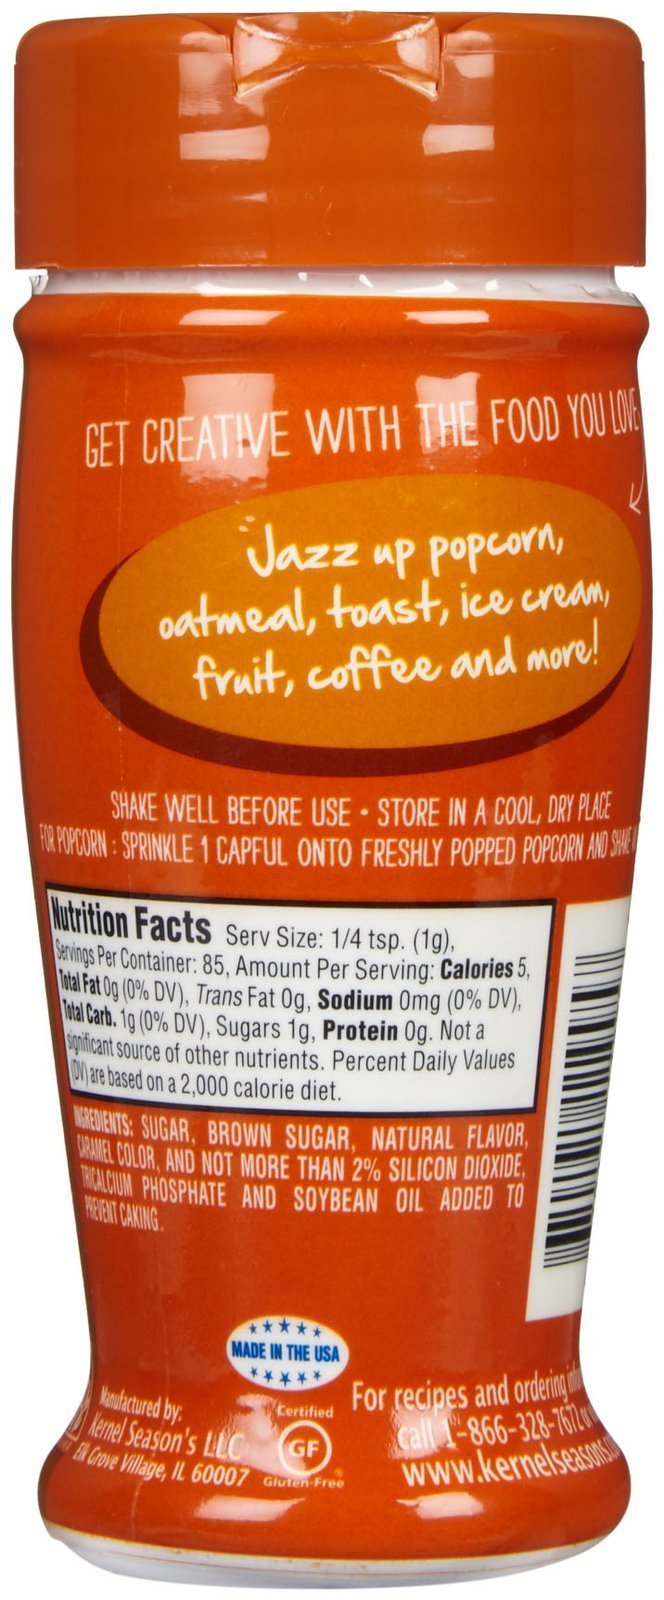 GET CREATIVE WITH THE FOOD YOU LOVE
Jazz up popcorn,
oatmeal, toast, ice cream,
fruit, coffee and more!
SHAKE WELL BEFORE USE • STORE IN A COOL, DRY PLACE
FOR POPCORN : SPRINKLE 1 CAPFUL ONTO FRESHLY POPPED POPCORN AND SHAKE
Nutrition Facts Serv Size: 1/4 tsp. (1g),
Servings Per Container: 85, Amount Per Serving: Calories 5,
Total Fat 0g (0% DV), Trans Fat 0g, Sodium 0mg (0% DV),
Total Carb. 1g (0% DV), Sugars 1g, Protein 0g. Not a
significant source of other nutrients. Percent Daily Values
(DV) are based on a 2,000 calorie diet.
INGREDIENTS: SUGAR, BROWN SUGAR, NATURAL FLAVOR,
CARAMEL COLOR, AND NOT MORE THAN 2% SILICON DIOXIDE,
TRICALCIUM PHOSPHATE AND SOYBEAN OIL ADDED TO
PREVENT CAKING.
MADE IN THE USA
Manufactured by:
Kernel Season's LLC
Elk Grove Village, IL 60007
Certified
GF
Gluten-Free
For recipes and ordering
call 1-866-328-7672
www.kernelseasons